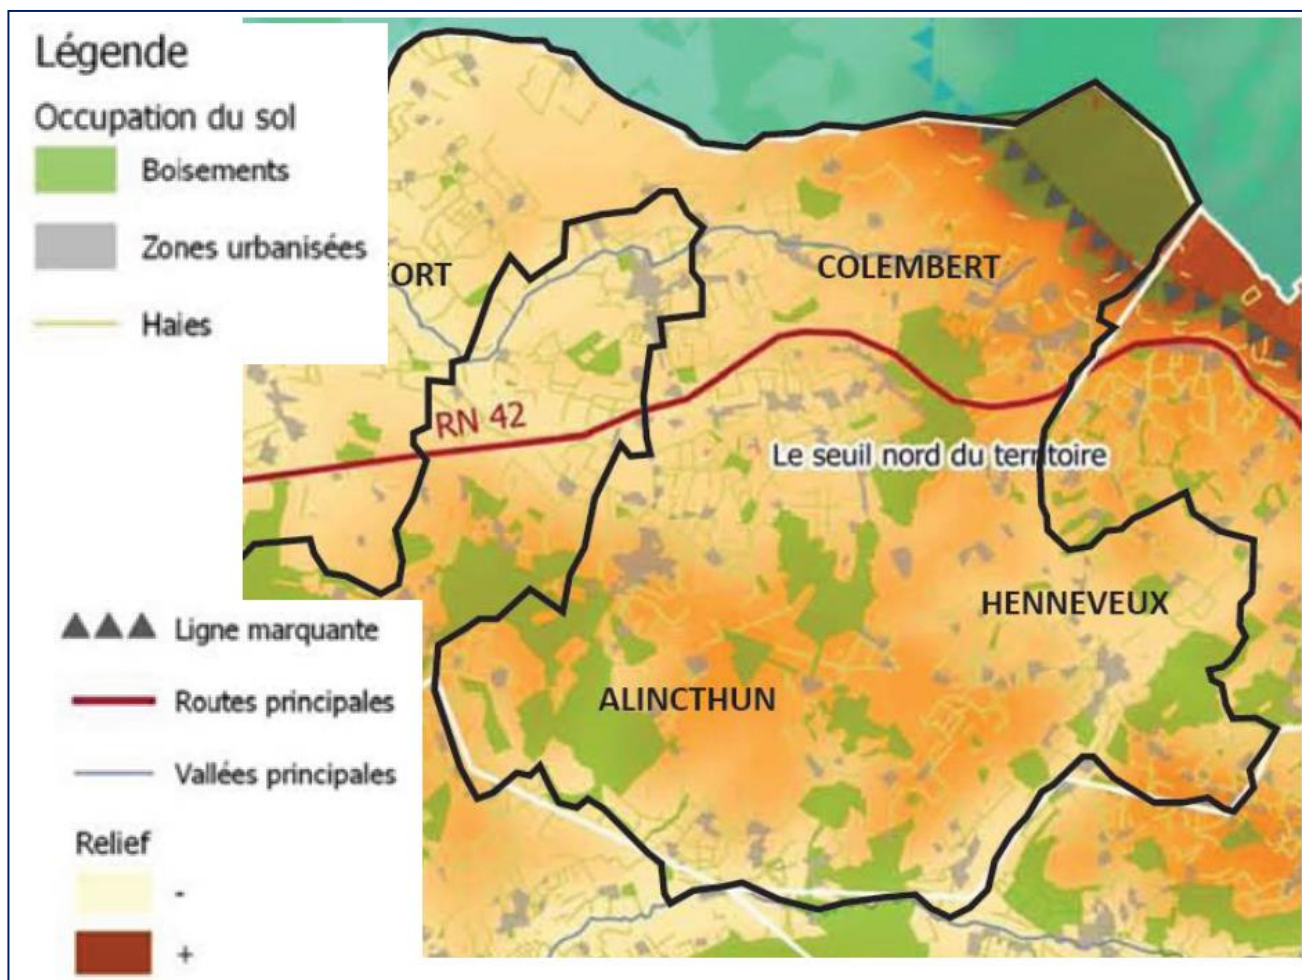 Légende
Occupation du sol
Boisements
Zones urbanisées
Haies
Ligne marquante
Routes principales
Vallées principales
Relief
-
+
FORT
COLEMBERT
RN 42
Le seuil nord du territoire
HENNEVEUX
ALINCTHUN